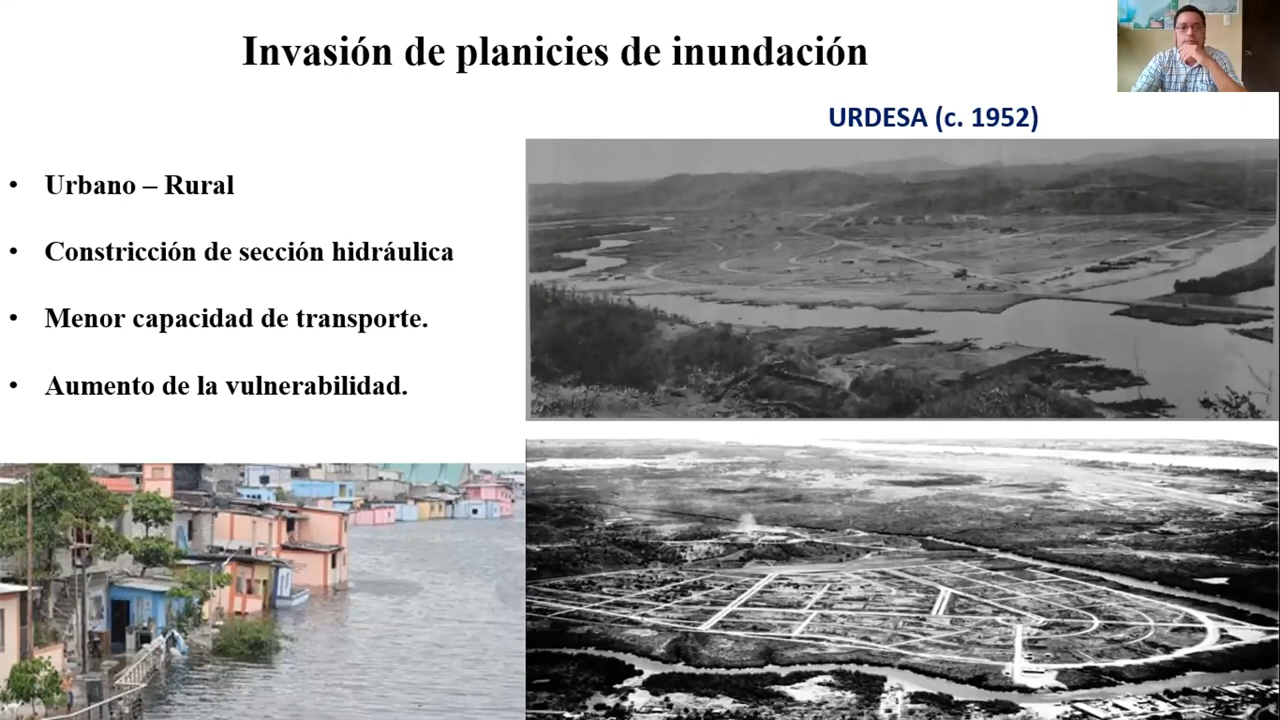 Invasión de planicies de inundación
URDESA (c. 1952)
• Urbano – Rural
• Constricción de sección hidráulica
• Menor capacidad de transporte.
• Aumento de la vulnerabilidad.